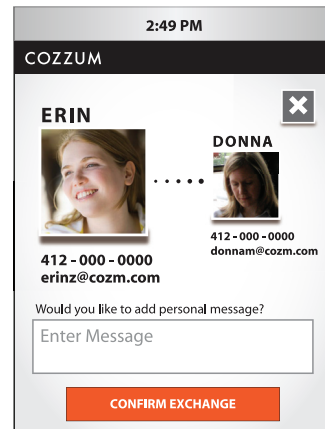 2:49 PM
COZZUM
ERIN
DONNA
412 - 000 - 0000
donnam@cozm.com
412 - 000 - 0000
erinz@cozm.com
Would you like to add personal message?
Enter Message
CONFIRM EXCHANGE